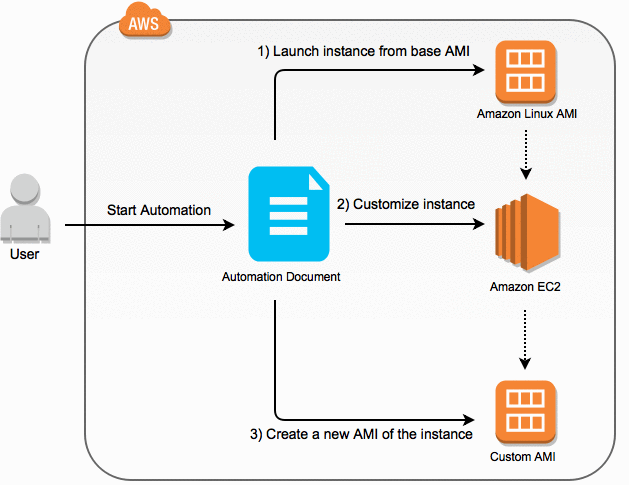 AWS
1) Launch instance from base AMI
Amazon Linux AMI
Start Automation
2) Customize instance
User
Automation Document
Amazon EC2
3) Create a new AMI of the instance
Custom AMI